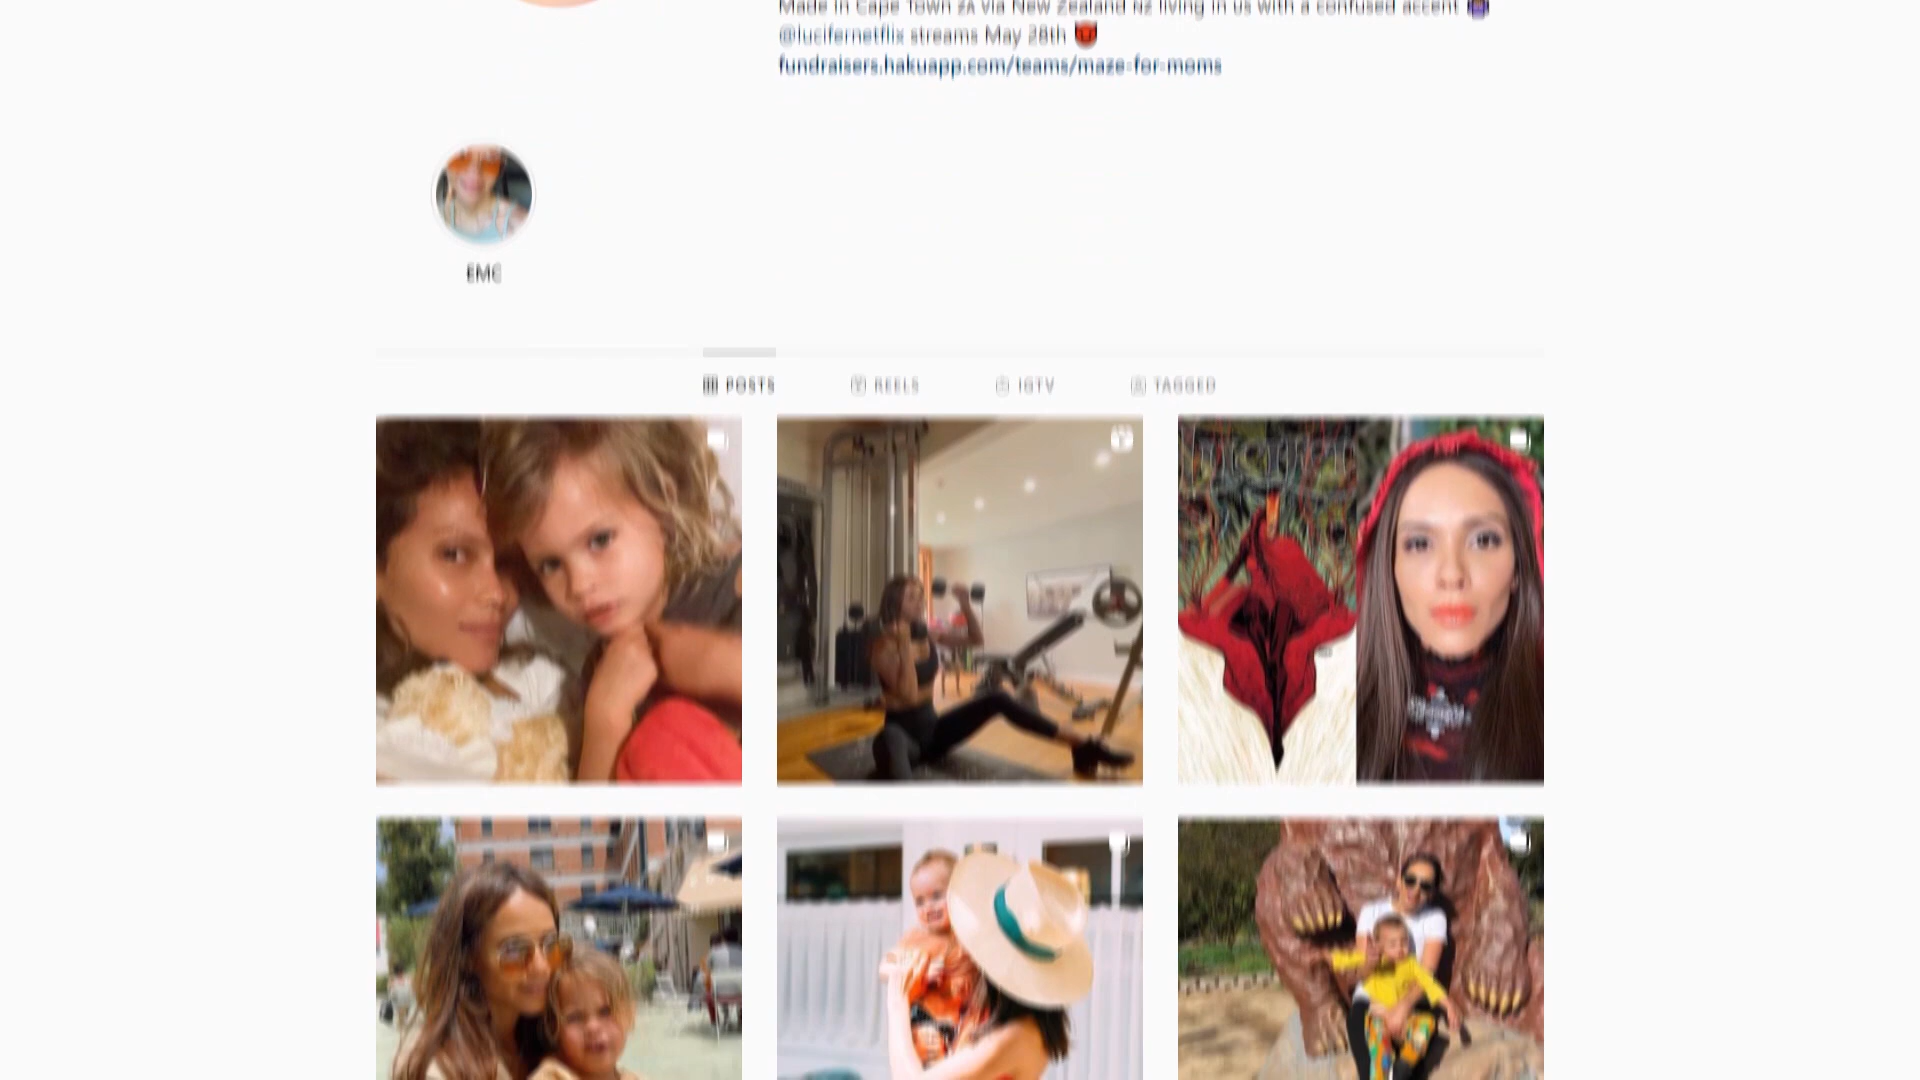 Made in Cape Town ZA via New Zealand NZ living in US with a confused accent
@lucifernetflix streams May 28th
fundraisers.hakuapp.com/teams/maze-for-moms
EMC
POSTS
REELS
IGTV
TAGGED